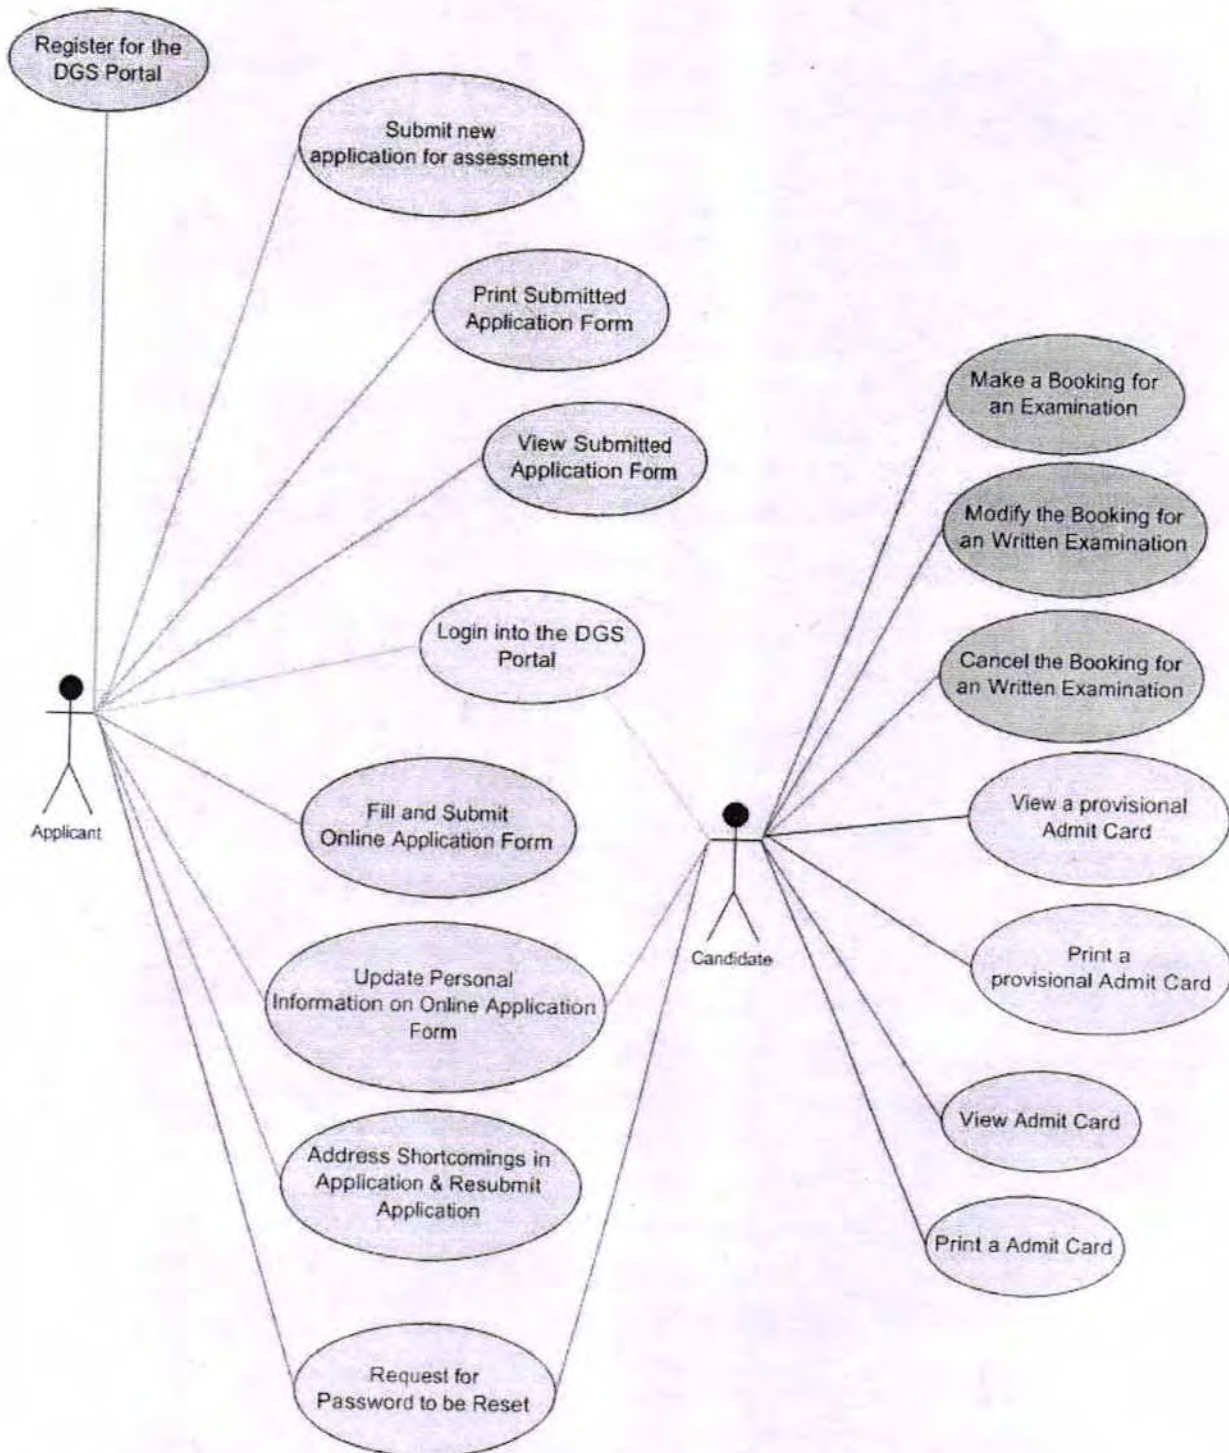 Register for the
DGS Portal
Submit new
application for assessment
Print Submitted
Application Form
View Submitted
Application Form
Login into the DGS
Portal
Applicant
Fill and Submit
Online Application Form
Update Personal
Information on Online Application
Form
Address Shortcomings in
Application & Resubmit
Application
Request for
Password to be Reset
Make a Booking for
an Examination
Modify the Booking for
an Written Examination
Cancel the Booking for
an Written Examination
View a provisional
Admit Card
Candidate
Print a
provisional Admit Card
View Admit Card
Print a Admit Card